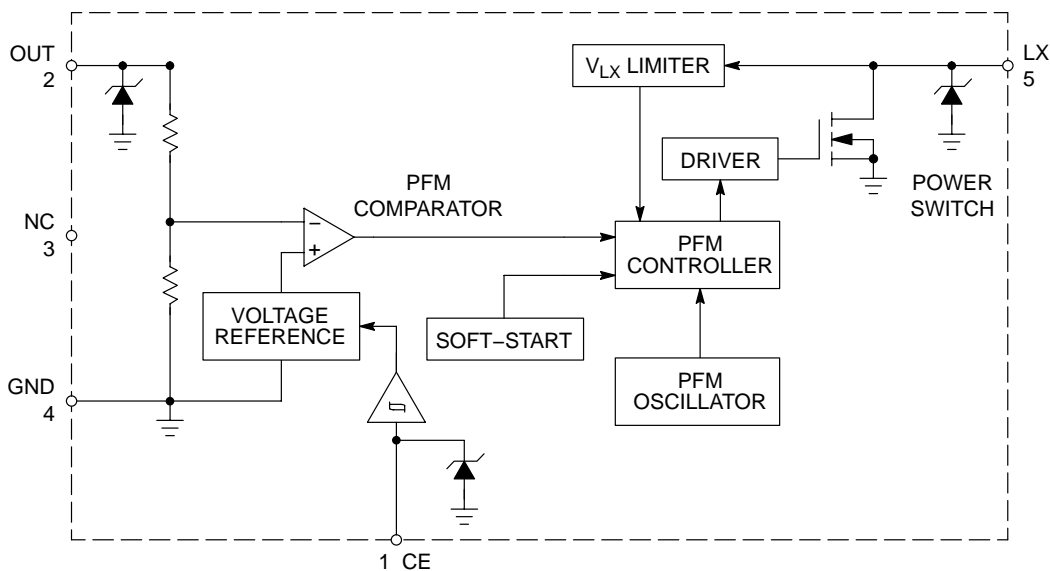 OUT
2
V_LX LIMITER
LX
5
DRIVER
POWER
SWITCH
PFM
COMPARATOR
NC
3
−
+
PFM
CONTROLLER
VOLTAGE
REFERENCE
SOFT−START
GND
4
PFM
OSCILLATOR
1 CE